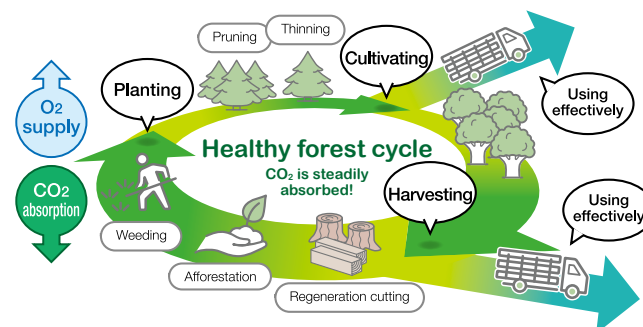 Pruning
Thinning
Cultivating
Planting
Using
effectively
O2
supply
Healthy forest cycle
CO2 is steadily
absorbed!
CO2
absorption
Harvesting
Using
effectively
Weeding
Afforestation
Regeneration cutting